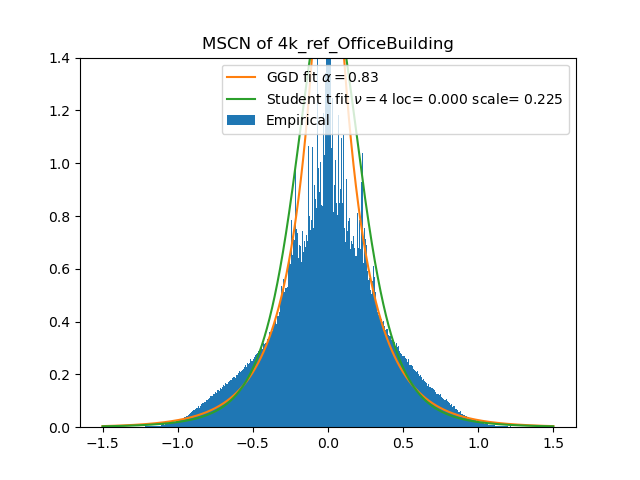 MSCN of 4k_ref_OfficeBuilding
GGD fit α = 0.83
Student t fit ν = 4 loc= 0.000 scale= 0.225
Empirical
1.4
1.2
1.0
0.8
0.6
0.4
0.2
0.0
−1.5 −1.0 −0.5 0.0 0.5 1.0 1.5